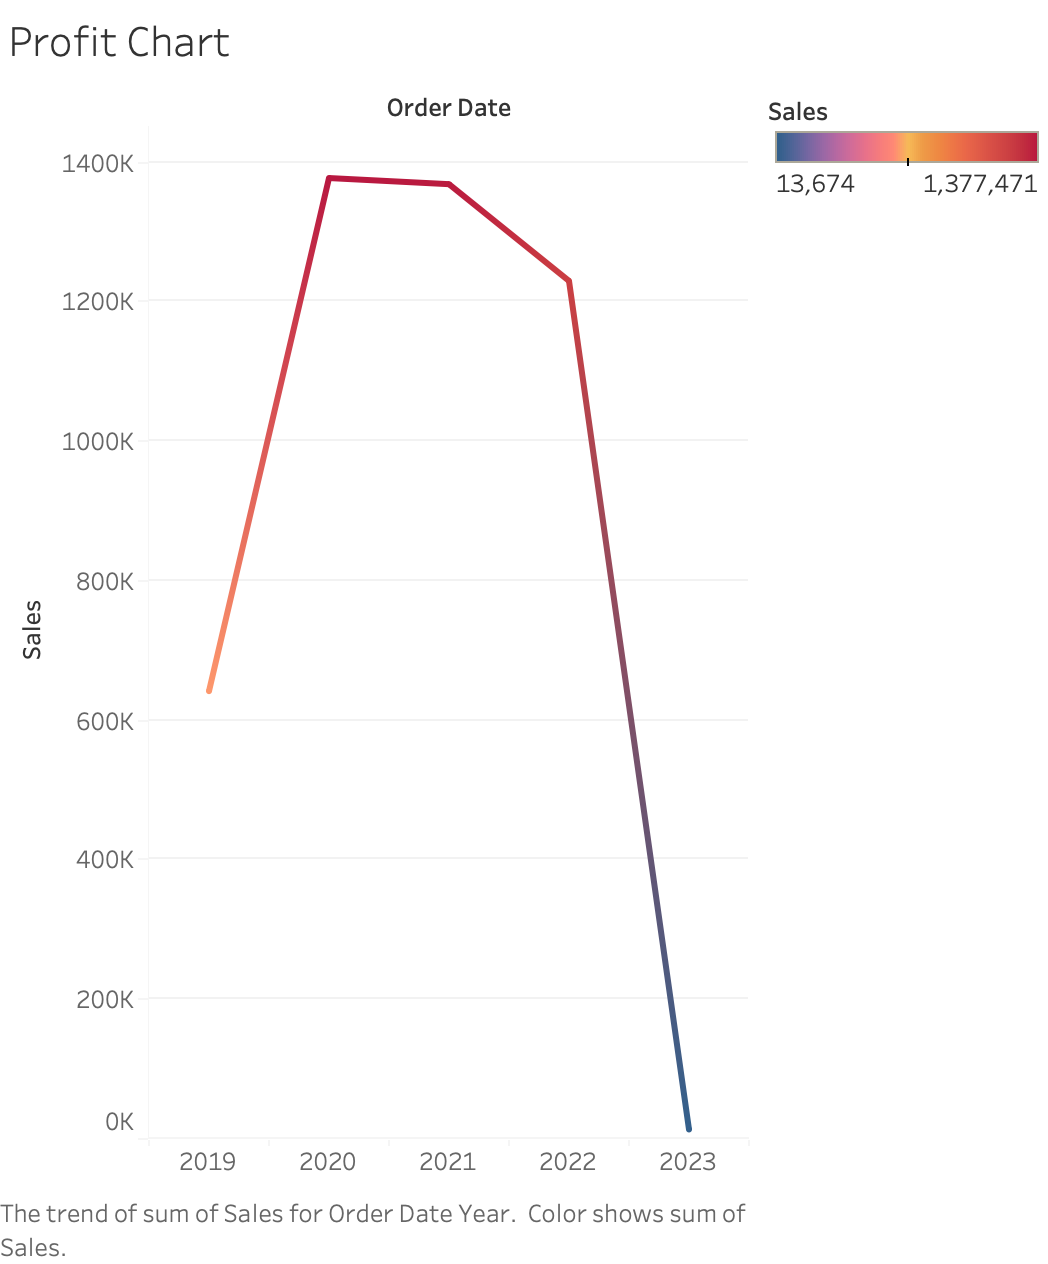 Profit Chart
Order Date
Sales
13,674 1,377,471
1400K
1200K
1000K
800K
600K
400K
200K
0K
Sales
2019 2020 2021 2022 2023
The trend of sum of Sales for Order Date Year.  Color shows sum of
Sales.